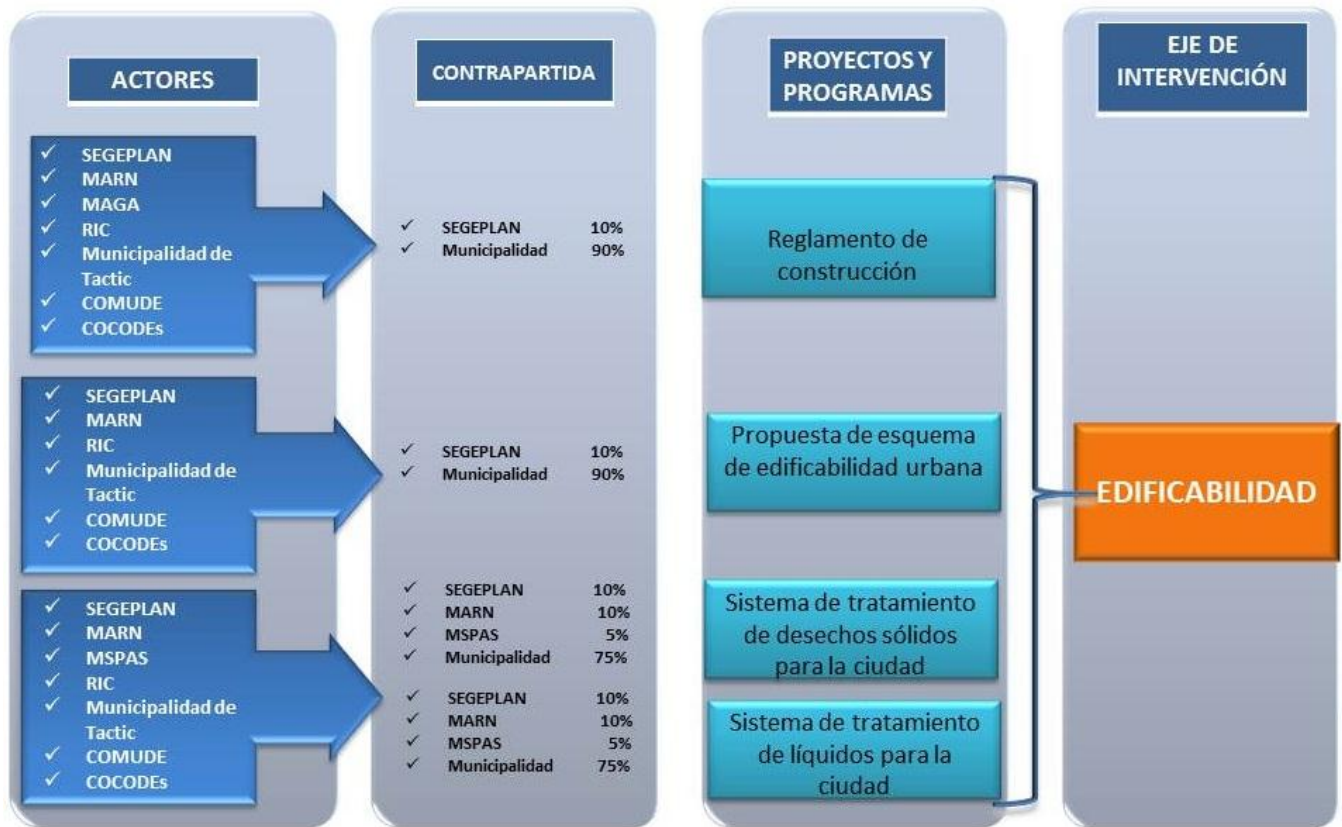 ACTORES
✓ SEGEPLAN
✓ MARN
✓ MAGA
✓ RIC
✓ Municipalidad de
Tactic
✓ COMUDE
✓ COCODEs
✓ SEGEPLAN
✓ MARN
✓ RIC
✓ Municipalidad de
Tactic
✓ COMUDE
✓ COCODEs
✓ SEGEPLAN
✓ MARN
✓ MSPAS
✓ RIC
✓ Municipalidad de
Tactic
✓ COMUDE
✓ COCODEs
CONTRAPARTIDA
✓ SEGEPLAN 10%
✓ Municipalidad 90%
✓ SEGEPLAN 10%
✓ Municipalidad 90%
✓ SEGEPLAN 10%
✓ MARN 10%
✓ MSPAS 5%
✓ Municipalidad 75%
✓ SEGEPLAN 10%
✓ MARN 10%
✓ MSPAS 5%
✓ Municipalidad 75%
PROYECTOS Y
PROGRAMAS
Reglamento de
construcción
Propuesta de esquema
de edificabilidad urbana
Sistema de tratamiento
de desechos sólidos
para la ciudad
Sistema de tratamiento
de líquidos para la
ciudad
EJE DE
INTERVENCIÓN
EDIFICABILIDAD